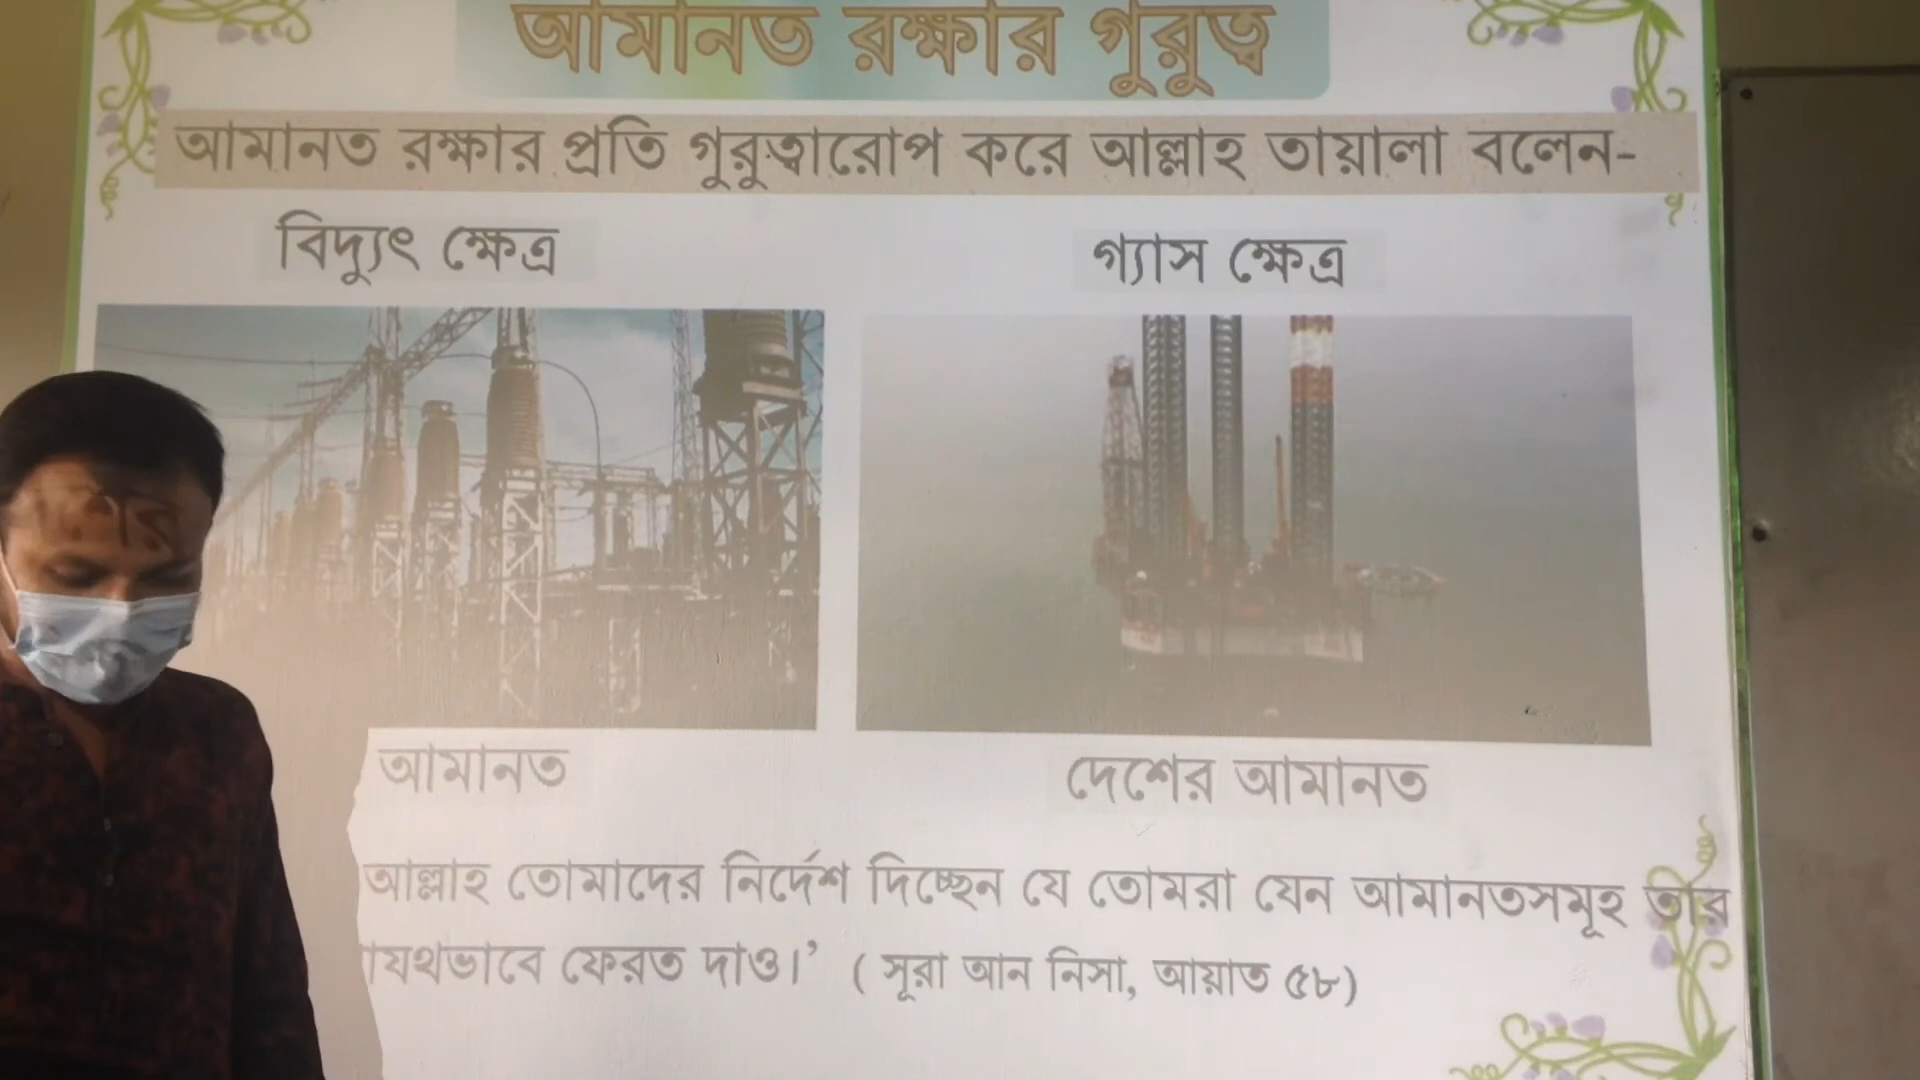 আমানত রক্ষার গুরুত্ব
আমানত রক্ষার প্রতি গুরুত্বারোপ করে আল্লাহ তায়ালা বলেন-
বিদ্যুৎ ক্ষেত্র গ্যাস ক্ষেত্র
আমানত দেশের আমানত
আল্লাহ তোমাদের নির্দেশ দিচ্ছেন যে তোমরা যেন আমানতসমূহ তার
ফেরত দাও।’ ( সূরা আন নিসা, আয়াত ৫৮)